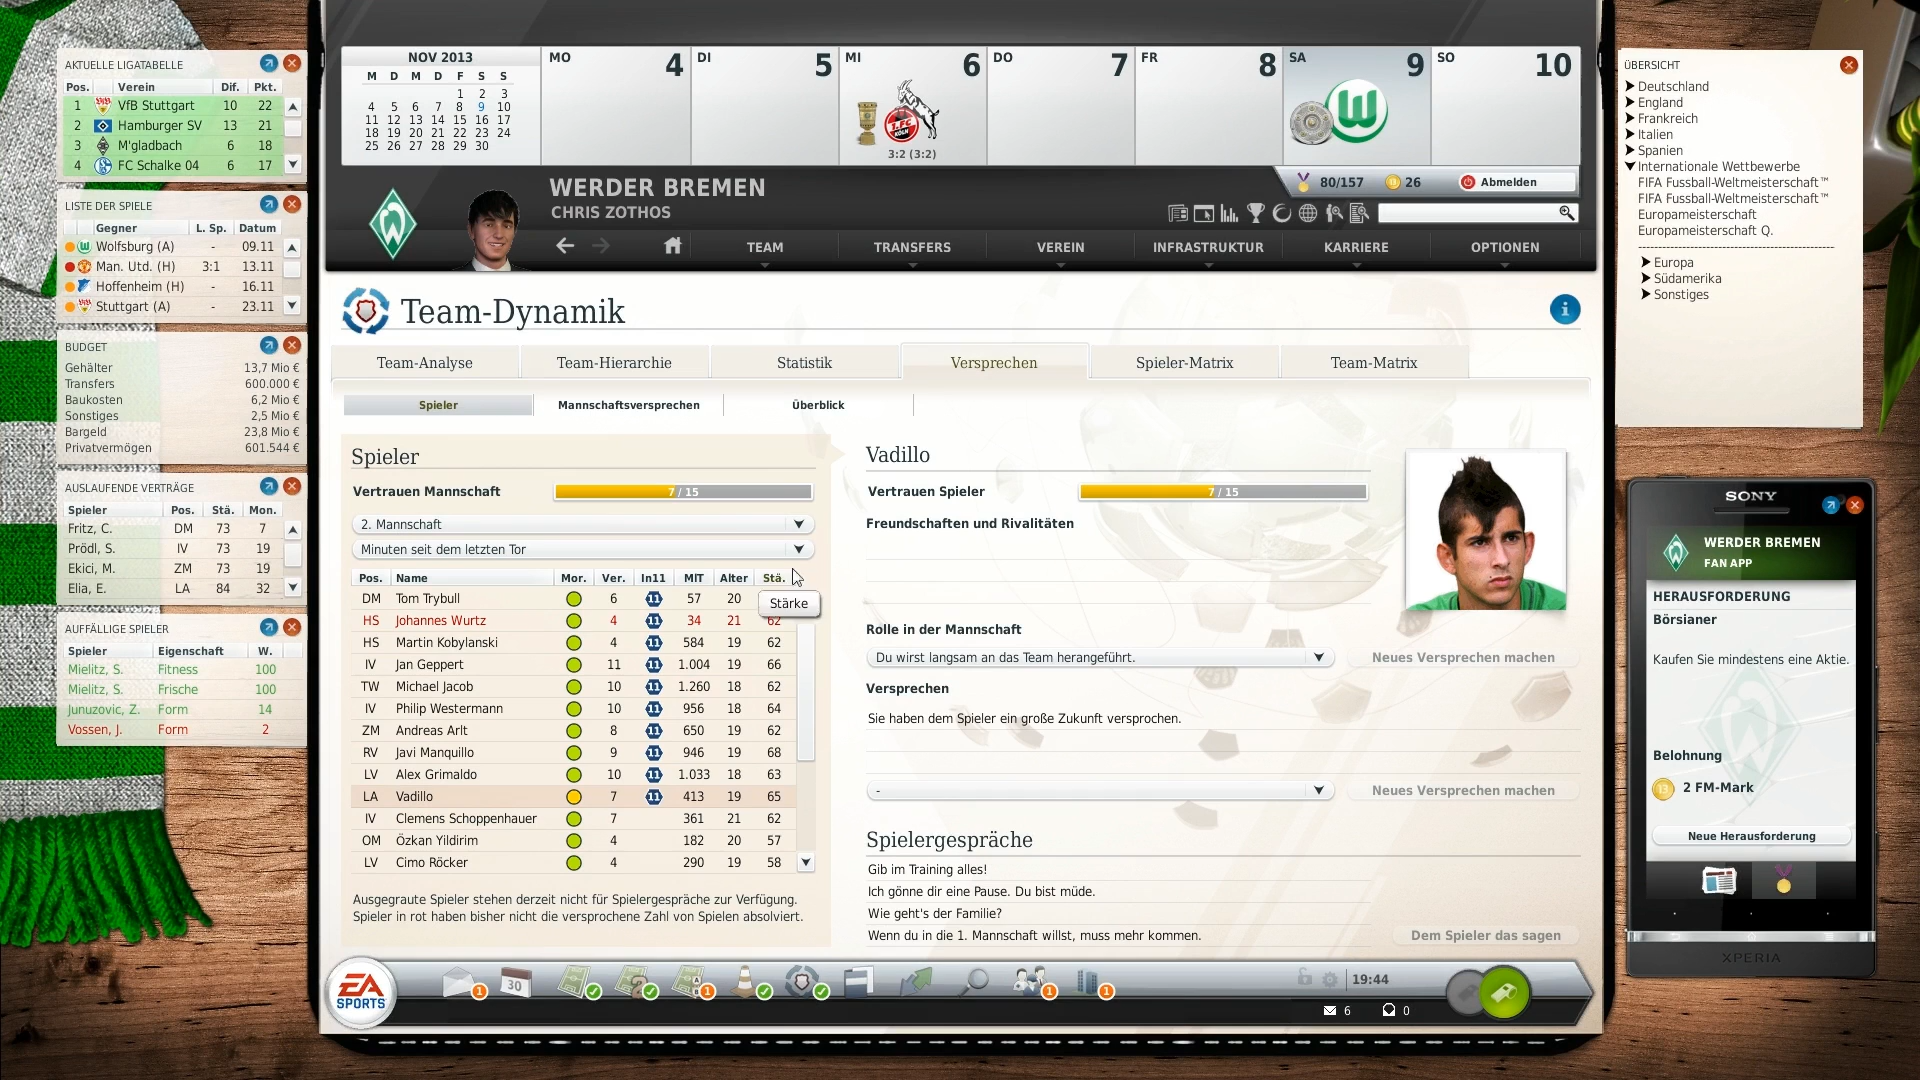 AKTUELLE LIGATABELLE
Pos. Verein Dif. Pkt.
1 VfB Stuttgart 10 22
2 Hamburger SV 13 21
3 M'gladbach 6 18
4 FC Schalke 04 6 17
LISTE DER SPIELE
Gegner L. Sp. Datum
Wolfsburg (A) - 09.11
Man. Utd. (H) 3:1 13.11
Hoffenheim (H) - 16.11
Stuttgart (A) - 23.11
BUDGET
Gehälter 13,7 Mio €
Transfers 600.000 €
Baukosten 6,2 Mio €
Sonstiges 2,5 Mio €
Bargeld 23,8 Mio €
Privatvermögen 601.544 €
AUSLAUFENDE VERTRÄGE
Spieler Pos. Stä. Mon.
Fritz, C. DM 73 7
Prödl, S. IV 73 19
Ekici, M. ZM 73 19
Elia, E. LA 84 32
AUFFÄLLIGE SPIELER
Spieler Eigenschaft W.
Mielitz, S. Fitness 100
Mielitz, S. Frische 100
Junuzovic, Z. Form 14
Vossen, J. Form 2
NOV 2013
M D M D F S S
1 2 3
4 5 6 7 8 9 10
11 12 13 14 15 16 17
18 19 20 21 22 23 24
25 26 27 28 29 30
MO 4
DI 5
MI 6
1.FC KÖLN
3:2 (3:2)
DO 7
FR 8
SA 9
SO 10
80/157 26 Abmelden
WERDER BREMEN
CHRIS ZOTHOS
TEAM TRANSFERS VEREIN INFRASTRUKTUR KARRIERE OPTIONEN
Team-Dynamik
Team-Analyse Team-Hierarchie Statistik Versprechen Spieler-Matrix Team-Matrix
Spieler Mannschaftsversprechen Überblick
Spieler
Vertrauen Mannschaft 7 / 15
2. Mannschaft
Minuten seit dem letzten Tor
Pos. Name Mor. Ver. In11 MIT Alter Stä.
DM Tom Trybull 6 11 57 20
Stärke
HS Johannes Wurtz 4 11 34 21 62
HS Martin Kobylanski 4 11 584 19 62
IV Jan Geppert 11 11 1.004 19 66
TW Michael Jacob 10 11 1.260 18 62
IV Philip Westermann 10 11 956 18 64
ZM Andreas Arlt 8 11 650 19 62
RV Javi Manquillo 9 11 946 19 68
LV Alex Grimaldo 10 11 1.033 18 63
LA Vadillo 7 11 413 19 65
IV Clemens Schoppenhauer 7 361 21 62
OM Özkan Yildirim 4 182 20 57
LV Cimo Röcker 4 290 19 58
Ausgegraute Spieler stehen derzeit nicht für Spielergespräche zur Verfügung.
Spieler in rot haben bisher nicht die versprochene Zahl von Spielen absolviert.
Vadillo
Vertrauen Spieler 7 / 15
Freundschaften und Rivalitäten
Rolle in der Mannschaft
Du wirst langsam an das Team herangeführt. Neues Versprechen machen
Versprechen
Sie haben dem Spieler ein große Zukunft versprochen.
- Neues Versprechen machen
Spielergespräche
Gib im Training alles!
Ich gönne dir eine Pause. Du bist müde.
Wie geht's der Familie?
Wenn du in die 1. Mannschaft willst, muss mehr kommen. Dem Spieler das sagen
EA SPORTS
1 30 1 1 1 19:44
6 0
ÜBERSICHT
Deutschland
England
Frankreich
Italien
Spanien
Internationale Wettbewerbe
FIFA Fussball-Weltmeisterschaft™
FIFA Fussball-Weltmeisterschaft™
Europameisterschaft
Europameisterschaft Q.
Europa
Südamerika
Sonstiges
SONY
WERDER BREMEN
FAN APP
HERAUSFORDERUNG
Börsianer
Kaufen Sie mindestens eine Aktie.
Belohnung
13 2 FM-Mark
Neue Herausforderung
XPERIA